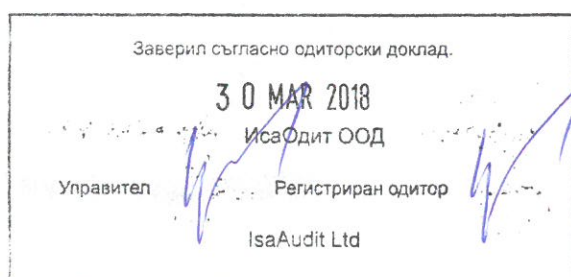 Заверил съгласно одиторски доклад.
30 MAR 2018
ИсаОдит ООД
Управител Регистриран одитор
IsaAudit Ltd